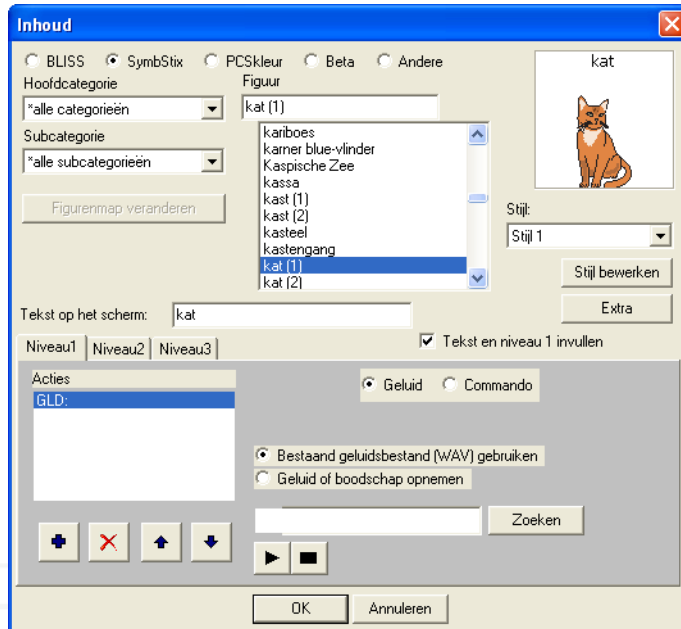 Inhoud
BLISS SymbStix PCSkleur Beta Andere
Hoofdcategorie
*alle categorieën
Subcategorie
*alle subcategorieën
Figurenmap veranderen
Figuur
kat (1)
kariboes
karner blue-vlinder
Kaspische Zee
kassa
kast (1)
kast (2)
kasteel
kastengang
kat (1)
kat (2)
kat
Stijl:
Stijl 1
Stijl bewerken
Extra
Tekst op het scherm: kat
Tekst en niveau 1 invullen
Niveau1 Niveau2 Niveau3
Acties
GLD:
Geluid Commando
Bestaand geluidsbestand (WAV) gebruiken
Geluid of boodschap opnemen
Zoeken
OK Annuleren